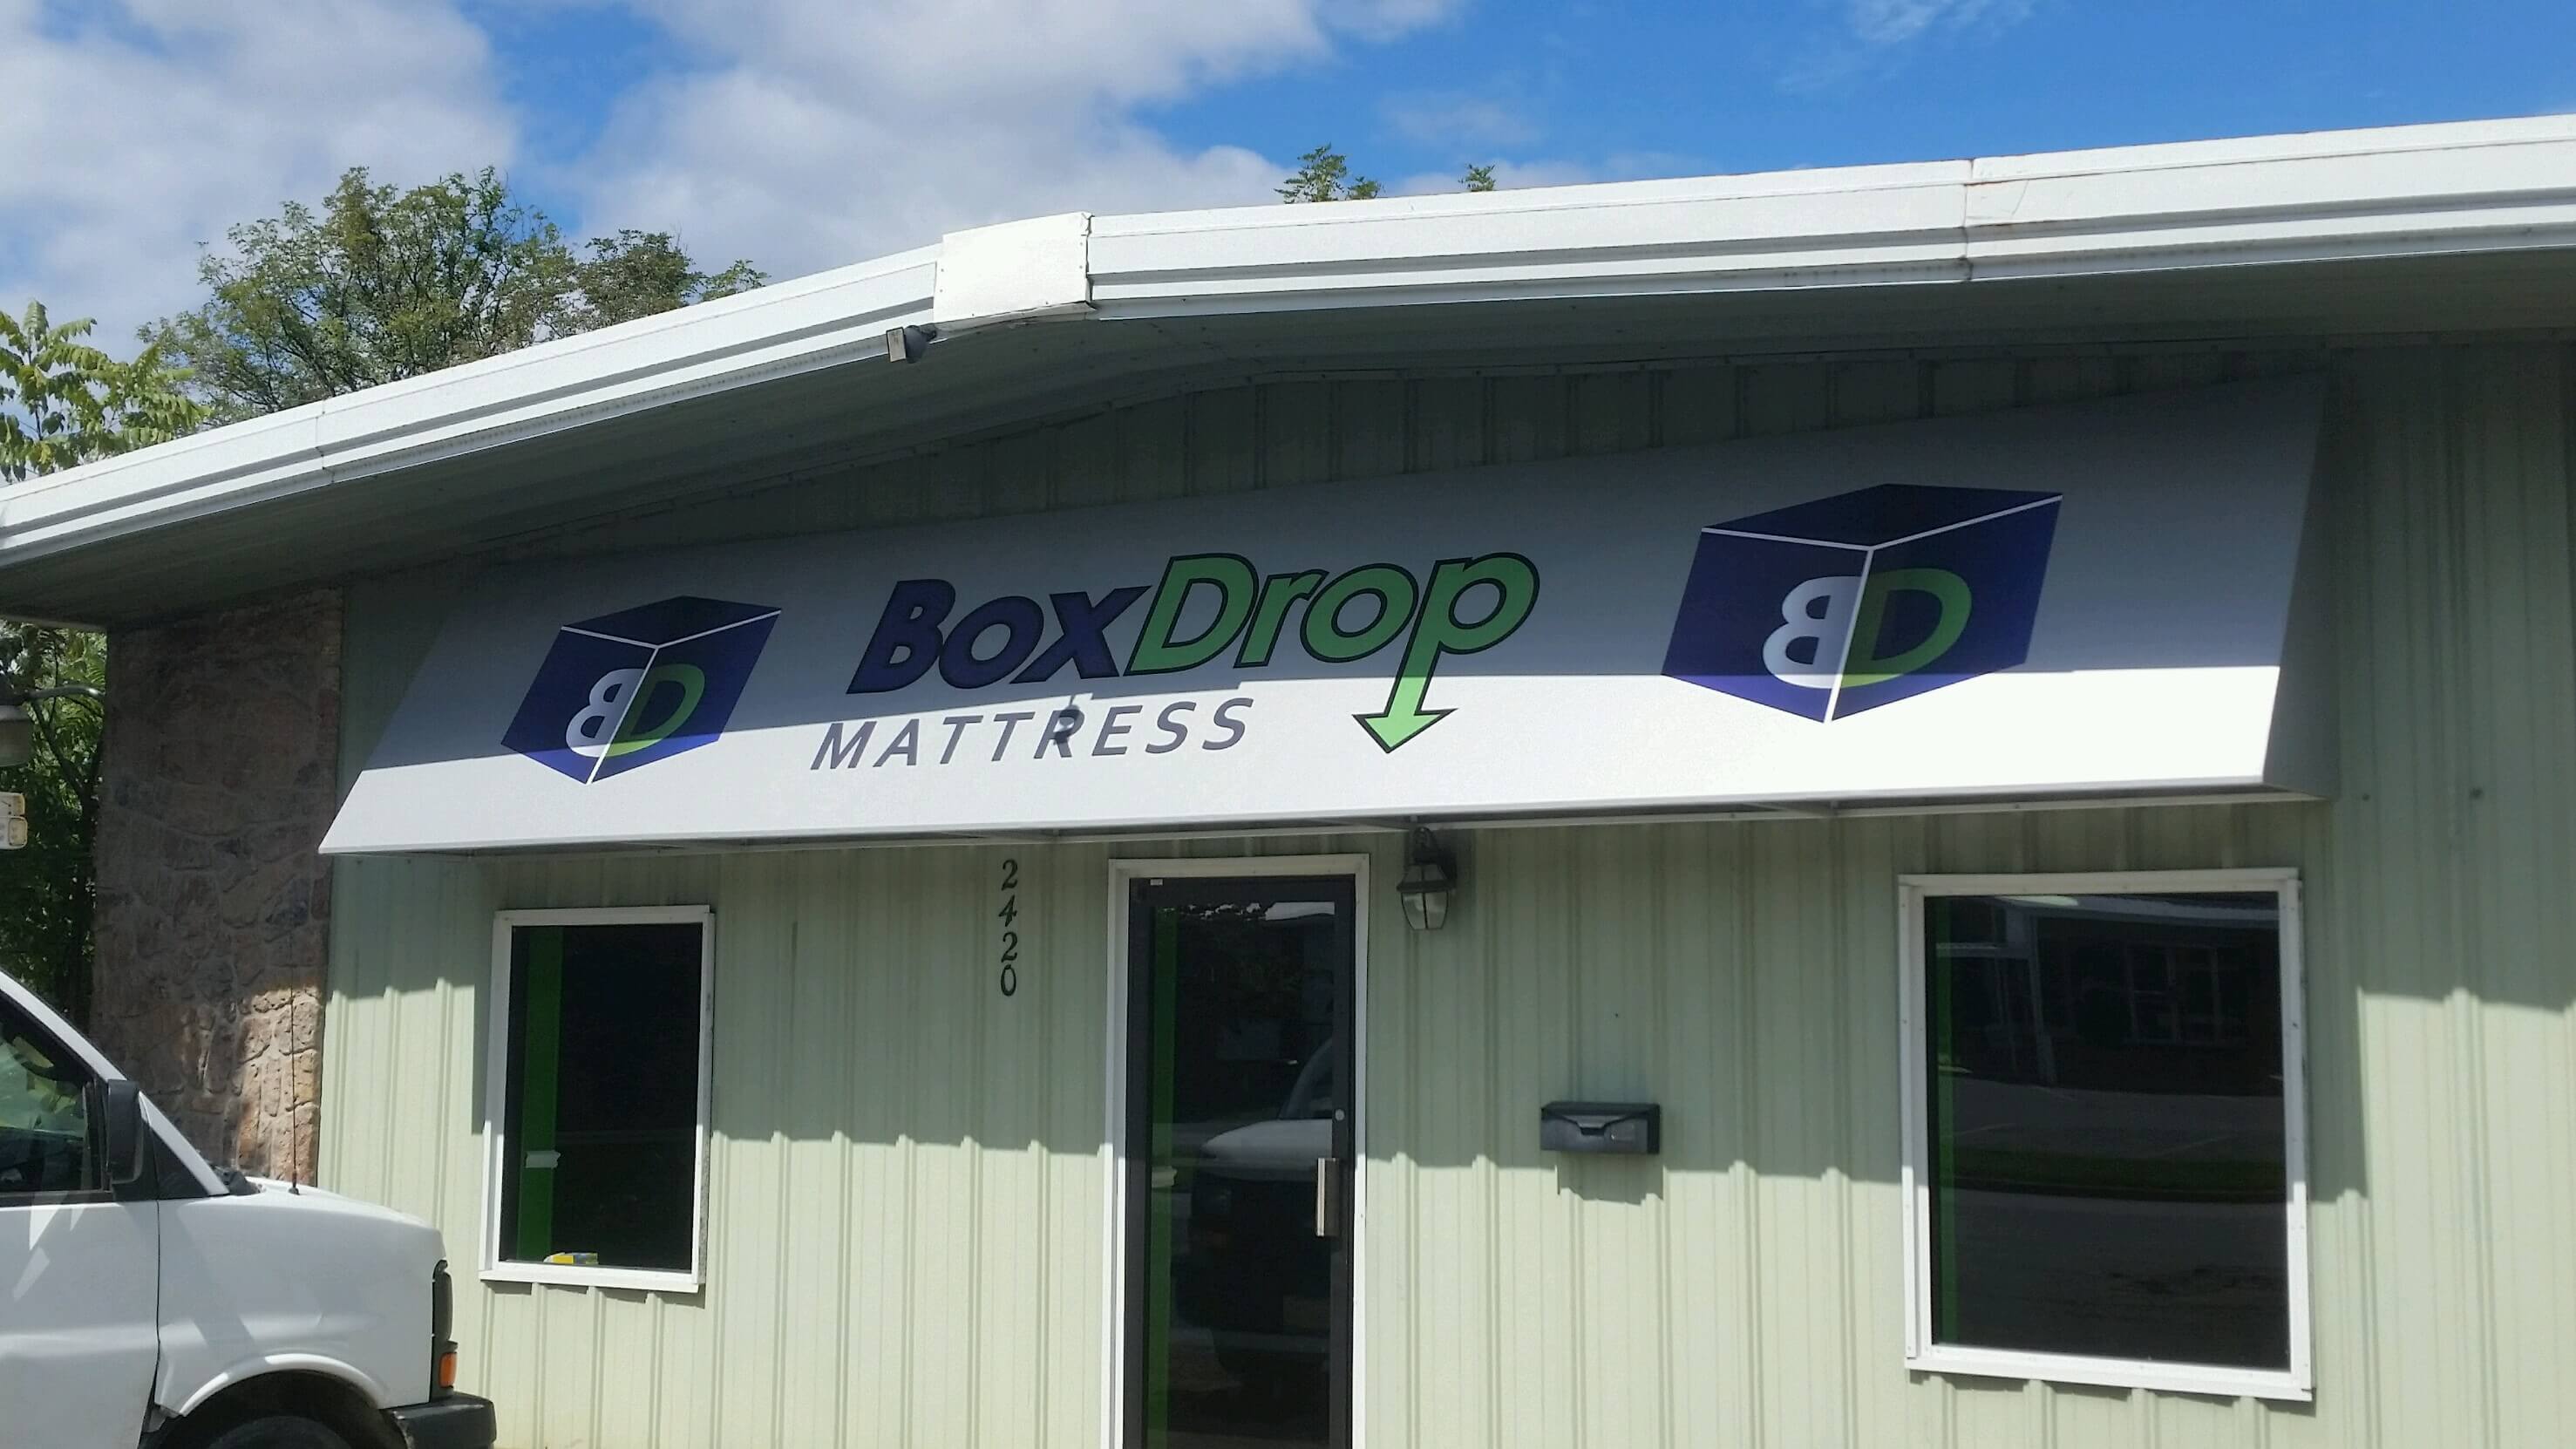 BD
BoxDrop
MATTRESS
BD
2420